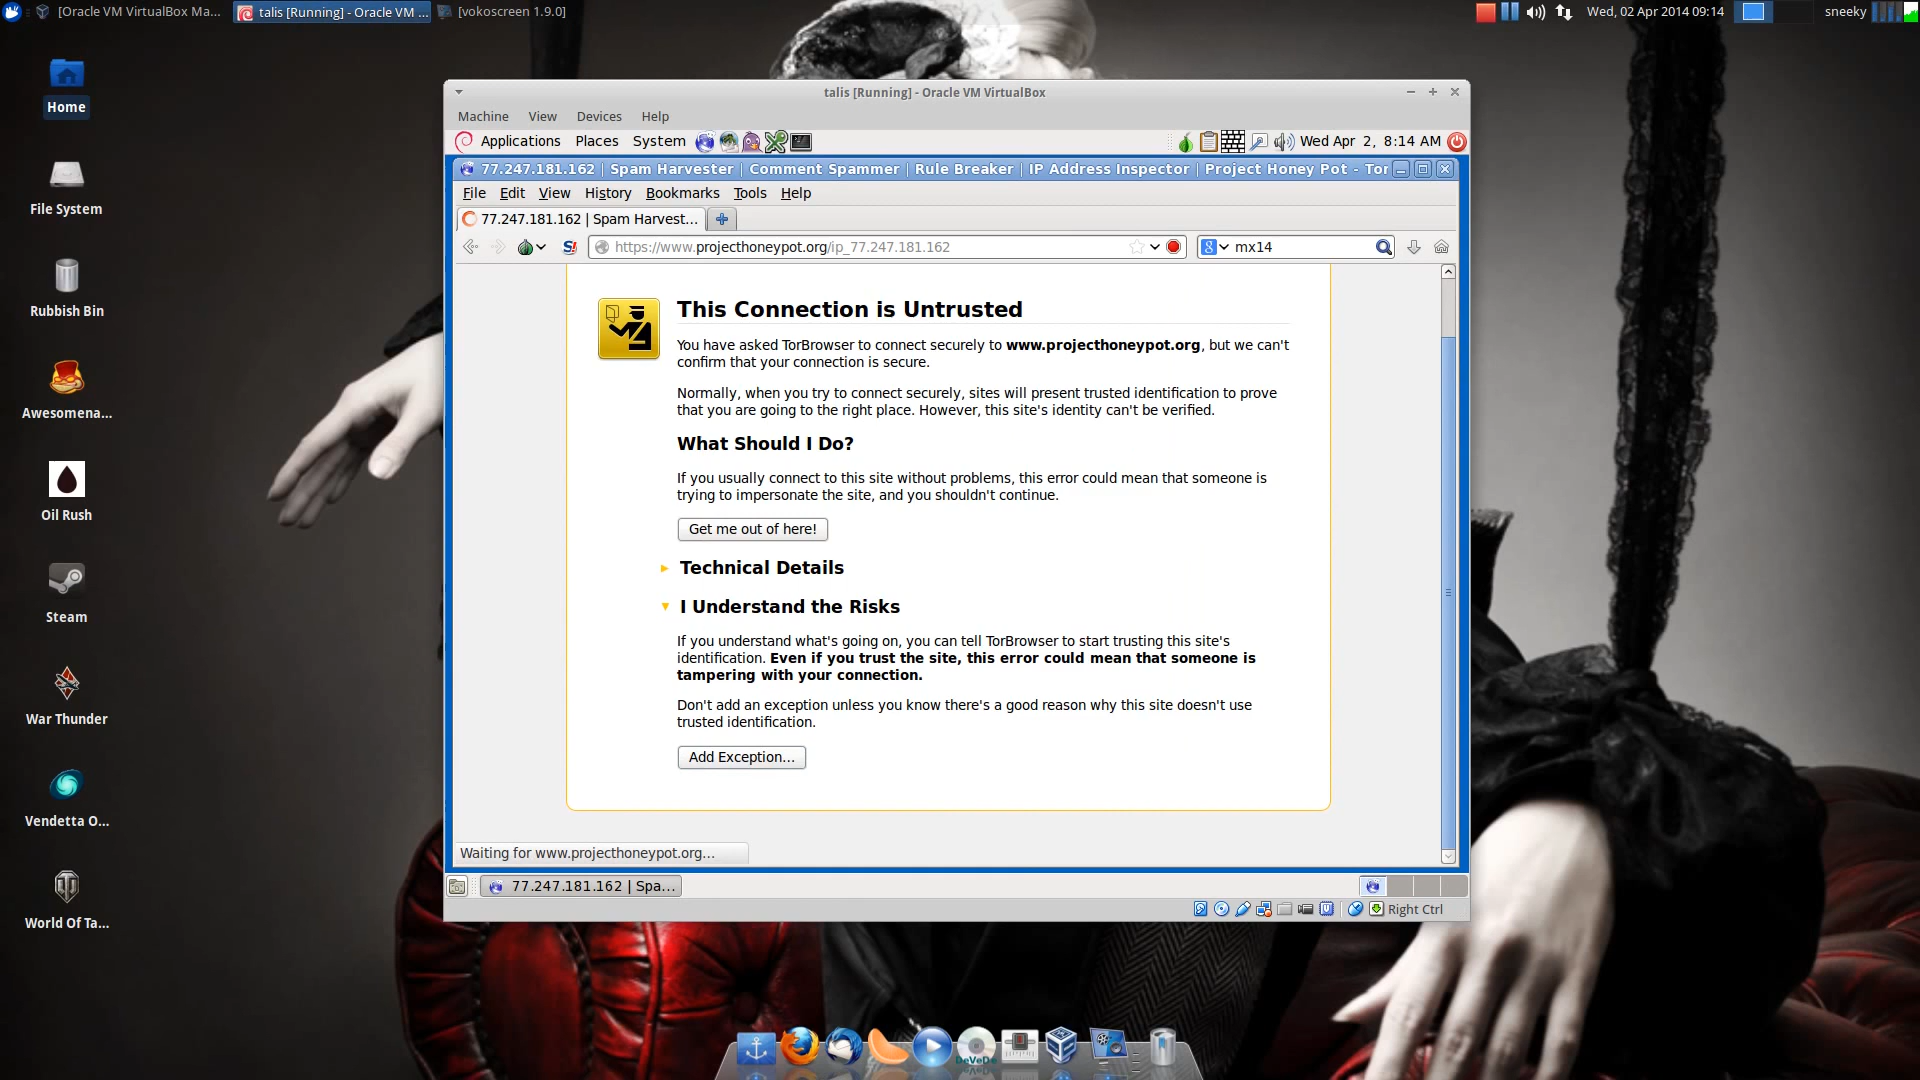 [Oracle VM VirtualBox Ma...
talis [Running] - Oracle VM ...
[vokoscreen 1.9.0]
Wed, 02 Apr 2014 09:14
sneeky
Home
File System
Rubbish Bin
Awesomena...
Oil Rush
Steam
War Thunder
Vendetta O...
World Of Ta...
talis [Running] - Oracle VM VirtualBox
Machine View Devices Help
Applications Places System
Wed Apr 2, 8:14 AM
77.247.181.162 | Spam Harvester | Comment Spammer | Rule Breaker | IP Address Inspector | Project Honey Pot - Tor
File Edit View History Bookmarks Tools Help
77.247.181.162 | Spam Harvest...
https://www.projecthoneypot.org/ip_77.247.181.162
mx14
This Connection is Untrusted
You have asked TorBrowser to connect securely to www.projecthoneypot.org, but we can't
confirm that your connection is secure.
Normally, when you try to connect securely, sites will present trusted identification to prove
that you are going to the right place. However, this site's identity can't be verified.
What Should I Do?
If you usually connect to this site without problems, this error could mean that someone is
trying to impersonate the site, and you shouldn't continue.
Get me out of here!
Technical Details
I Understand the Risks
If you understand what's going on, you can tell TorBrowser to start trusting this site's
identification. Even if you trust the site, this error could mean that someone is
tampering with your connection.
Don't add an exception unless you know there's a good reason why this site doesn't use
trusted identification.
Add Exception...
Waiting for www.projecthoneypot.org...
77.247.181.162 | Spa...
Right Ctrl
DeVeDe